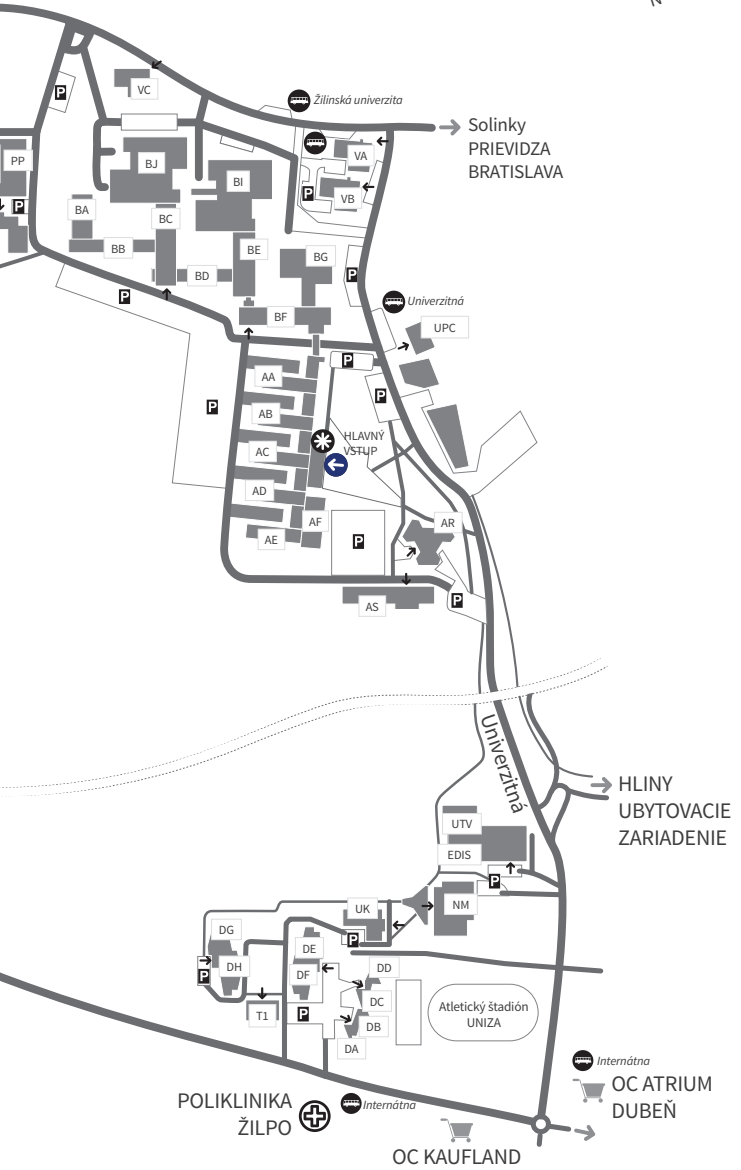 N
VC
P
Žilinská univerzita
Solinky
PRIEVIDZA
BRATISLAVA
PP
P
BJ
BI
VA
VB
P
BA
BC
BB
BE
BG
BD
P
P
BF
Univerzitná
UPC
P
P
AA
P
AB
HLAVNÝ
VSTUP
AC
AD
AF
AR
AE
P
AS
P
Univerzitná
HLINY
UBYTOVACIE
ZARIADENIE
UTV
EDIS
P
UK
NM
DG
DE
P
DH
P
DF
DD
T1
P
DC
DB
DA
Atletický štadión
UNIZA
Internátna
OC ATRIUM
DUBEŇ
POLIKLINIKA
ŽILPO
Internátna
OC KAUFLAND